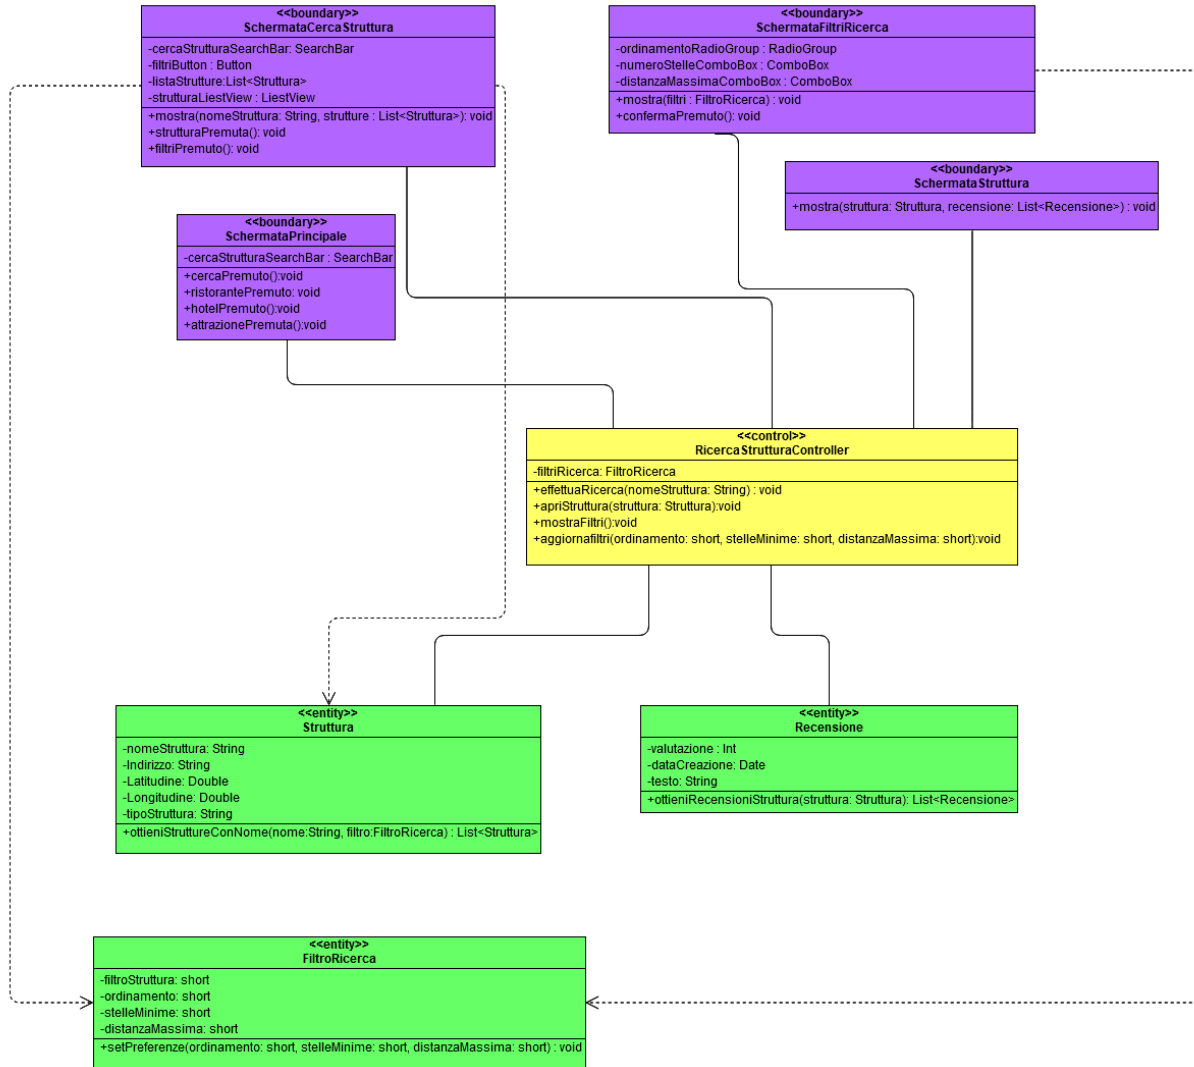 <<boundary>>
SchermataCercaStruttura
-cercaStrutturaSearchBar: SearchBar
-filtriButton : Button
-listaStrutture:List<Struttura>
-strutturaLiestView : LiestView
+mostra(nomeStruttura: String, strutture : List<Struttura>): void
+strutturaPremuta(): void
+filtriPremuto(): void
<<boundary>>
SchermataFiltriRicerca
-ordinamentoRadioGroup : RadioGroup
-numeroStelleComboBox : ComboBox
-distanzaMassimaComboBox : ComboBox
+mostra(filtri : FiltroRicerca) : void
+confermaPremuto(): void
<<boundary>>
SchermataStruttura
+mostra(struttura: Struttura, recensione: List<Recensione>) : void
<<boundary>>
SchermataPrincipale
-cercaStrutturaSearchBar : SearchBar
+cercaPremuto():void
+ristorantePremuto: void
+hotelPremuto():void
+attrazionePremuta():void
<<control>>
RicercaStrutturaController
-filtriRicerca: FiltroRicerca
+effettuaRicerca(nomeStruttura: String) : void
+apriStruttura(struttura: Struttura):void
+mostraFiltri():void
+aggiornafiltri(ordinamento: short, stelleMinime: short, distanzaMassima: short):void
<<entity>>
Struttura
-nomeStruttura: String
-Indirizzo: String
-Latitudine: Double
-Longitudine: Double
-tipoStruttura: String
+ottieniStruttureConNome(nome:String, filtro:FiltroRicerca) : List<Struttura>
<<entity>>
Recensione
-valutazione : Int
-dataCreazione: Date
-testo: String
+ottieniRecensioniStruttura(struttura: Struttura): List<Recensione>
<<entity>>
FiltroRicerca
-filtroStruttura: short
-ordinamento: short
-stelleMinime: short
-distanzaMassima: short
+setPreferenze(ordinamento: short, stelleMinime: short, distanzaMassima: short) : void